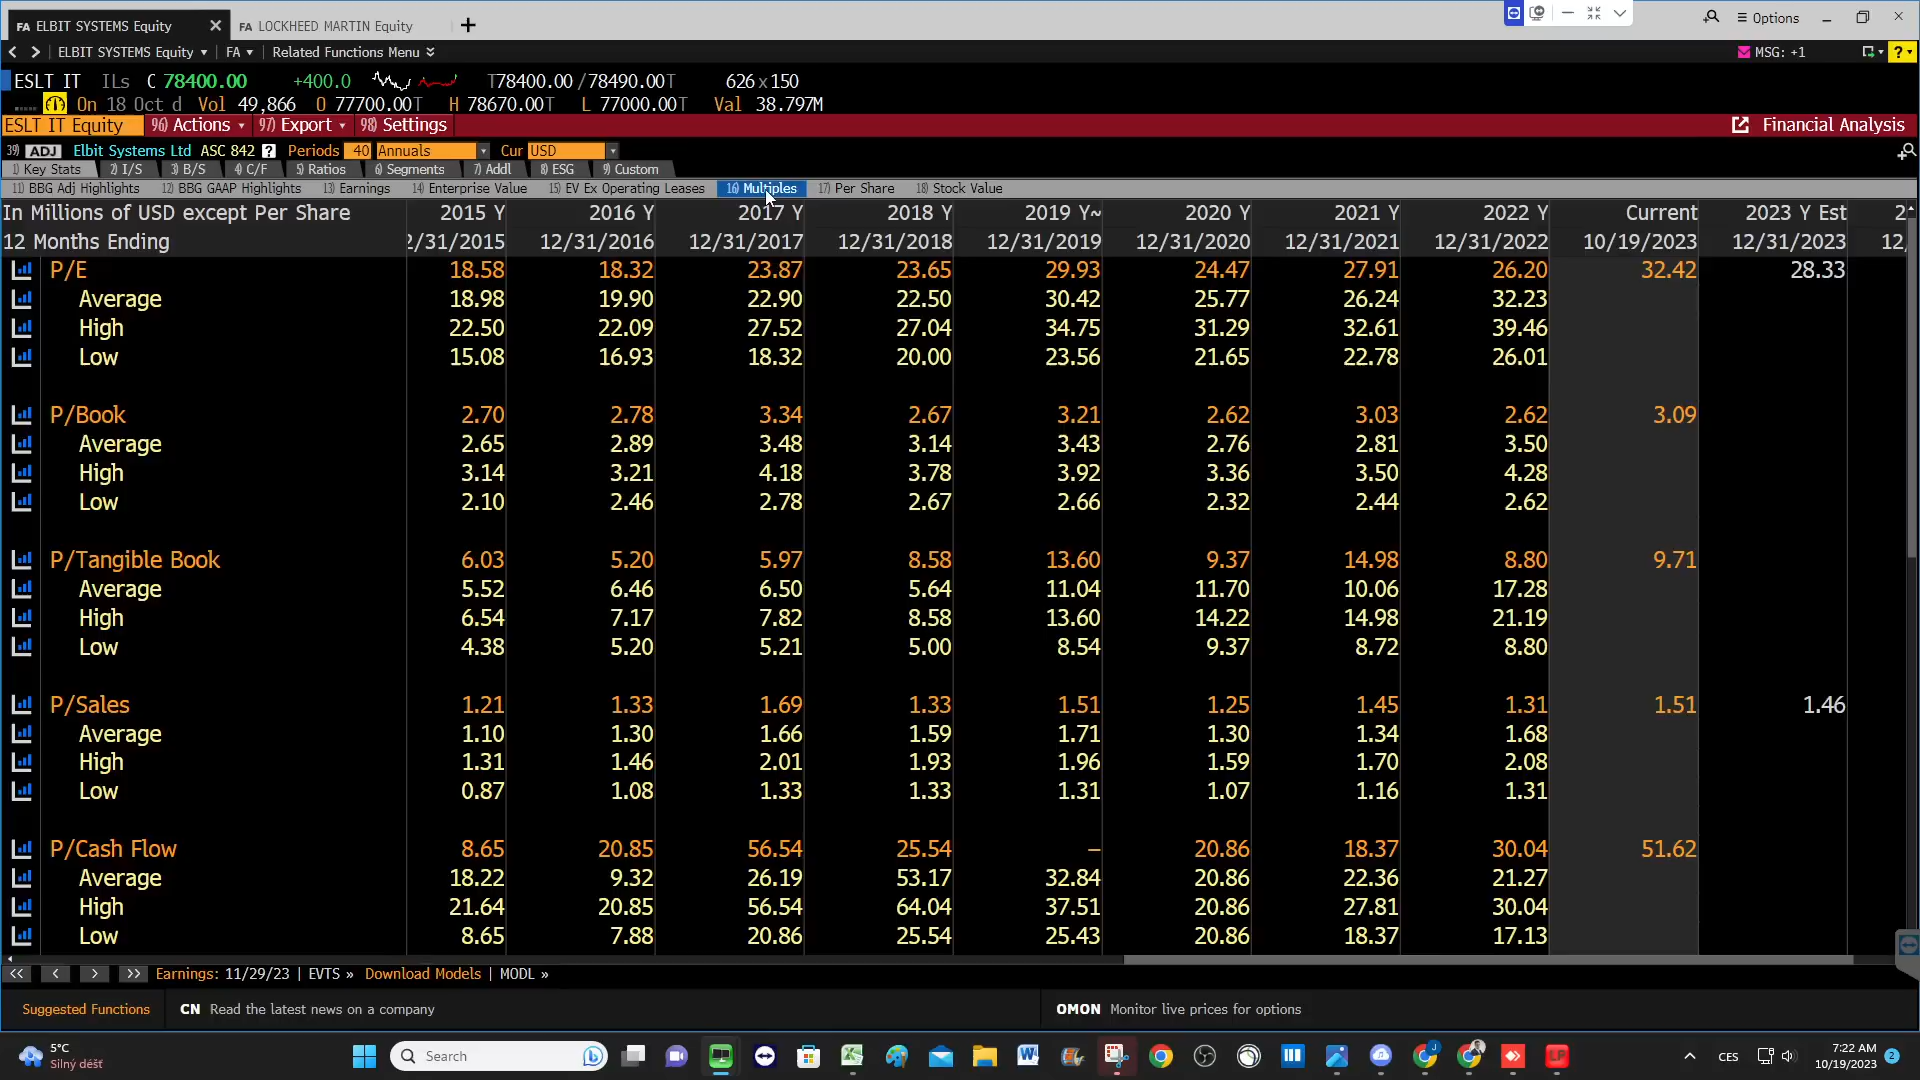 FA ELBIT SYSTEMS Equity FA LOCKHEED MARTIN Equity Options
ELBIT SYSTEMS Equity FA Related Functions Menu MSG: +1
ESLT IT ILs C 78400.00 +400.0 T78400.00 /78490.00T 626 x 150
On 18 Oct d Vol 49,866 O 77700.00T H 78670.00T L 77000.00T Val 38.797M
ESLT IT Equity 96) Actions 97) Export 98) Settings Financial Analysis
39) ADJ Elbit Systems Ltd ASC 842 ? Periods 40 Annuals Cur USD
1) Key Stats 2) I/S 3) B/S 4) C/F 5) Ratios 6) Segments 7) Addl 8) ESG 9) Custom
11) BBG Adj Highlights 12) BBG GAAP Highlights 13) Earnings 14) Enterprise Value 15) EV Ex Operating Leases 16) Multiples 17) Per Share 18) Stock Value
In Millions of USD except Per Share 2015 Y 2016 Y 2017 Y 2018 Y 2019 Y~ 2020 Y 2021 Y 2022 Y Current 2023 Y Est 2
12 Months Ending 2/31/2015 12/31/2016 12/31/2017 12/31/2018 12/31/2019 12/31/2020 12/31/2021 12/31/2022 10/19/2023 12/31/2023 12/
P/E 18.58 18.32 23.87 23.65 29.93 24.47 27.91 26.20 32.42 28.33
Average 18.98 19.90 22.90 22.50 30.42 25.77 26.24 32.23
High 22.50 22.09 27.52 27.04 34.75 31.29 32.61 39.46
Low 15.08 16.93 18.32 20.00 23.56 21.65 22.78 26.01
P/Book 2.70 2.78 3.34 2.67 3.21 2.62 3.03 2.62 3.09
Average 2.65 2.89 3.48 3.14 3.43 2.76 2.81 3.50
High 3.14 3.21 4.18 3.78 3.92 3.36 3.50 4.28
Low 2.10 2.46 2.78 2.67 2.66 2.32 2.44 2.62
P/Tangible Book 6.03 5.20 5.97 8.58 13.60 9.37 14.98 8.80 9.71
Average 5.52 6.46 6.50 5.64 11.04 11.70 10.06 17.28
High 6.54 7.17 7.82 8.58 13.60 14.22 14.98 21.19
Low 4.38 5.20 5.21 5.00 8.54 9.37 8.72 8.80
P/Sales 1.21 1.33 1.69 1.33 1.51 1.25 1.45 1.31 1.51 1.46
Average 1.10 1.30 1.66 1.59 1.71 1.30 1.34 1.68
High 1.31 1.46 2.01 1.93 1.96 1.59 1.70 2.08
Low 0.87 1.08 1.33 1.33 1.31 1.07 1.16 1.31
P/Cash Flow 8.65 20.85 56.54 25.54 – 20.86 18.37 30.04 51.62
Average 18.22 9.32 26.19 53.17 32.84 20.86 22.36 21.27
High 21.64 20.85 56.54 64.04 37.51 20.86 27.81 30.04
Low 8.65 7.88 20.86 25.54 25.43 20.86 18.37 17.13
<< < > >> Earnings: 11/29/23 | EVTS » Download Models | MODL »
Suggested Functions CN Read the latest news on a company OMON Monitor live prices for options
5°C Silný déšť Search CES 7:22 AM 10/19/2023 2